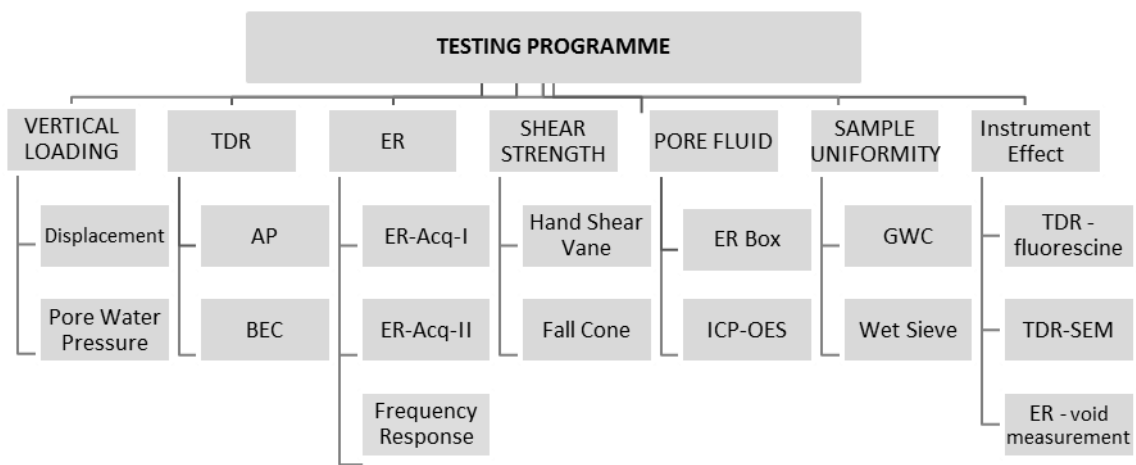 TESTING PROGRAMME
VERTICAL
LOADING
Displacement
Pore Water
Pressure
TDR
AP
BEC
ER
ER-Acq-I
ER-Acq-II
Frequency
Response
SHEAR
STRENGTH
Hand Shear
Vane
Fall Cone
PORE FLUID
ER Box
ICP-OES
SAMPLE
UNIFORMITY
GWC
Wet Sieve
Instrument
Effect
TDR -
fluorescine
TDR-SEM
ER - void
measurement